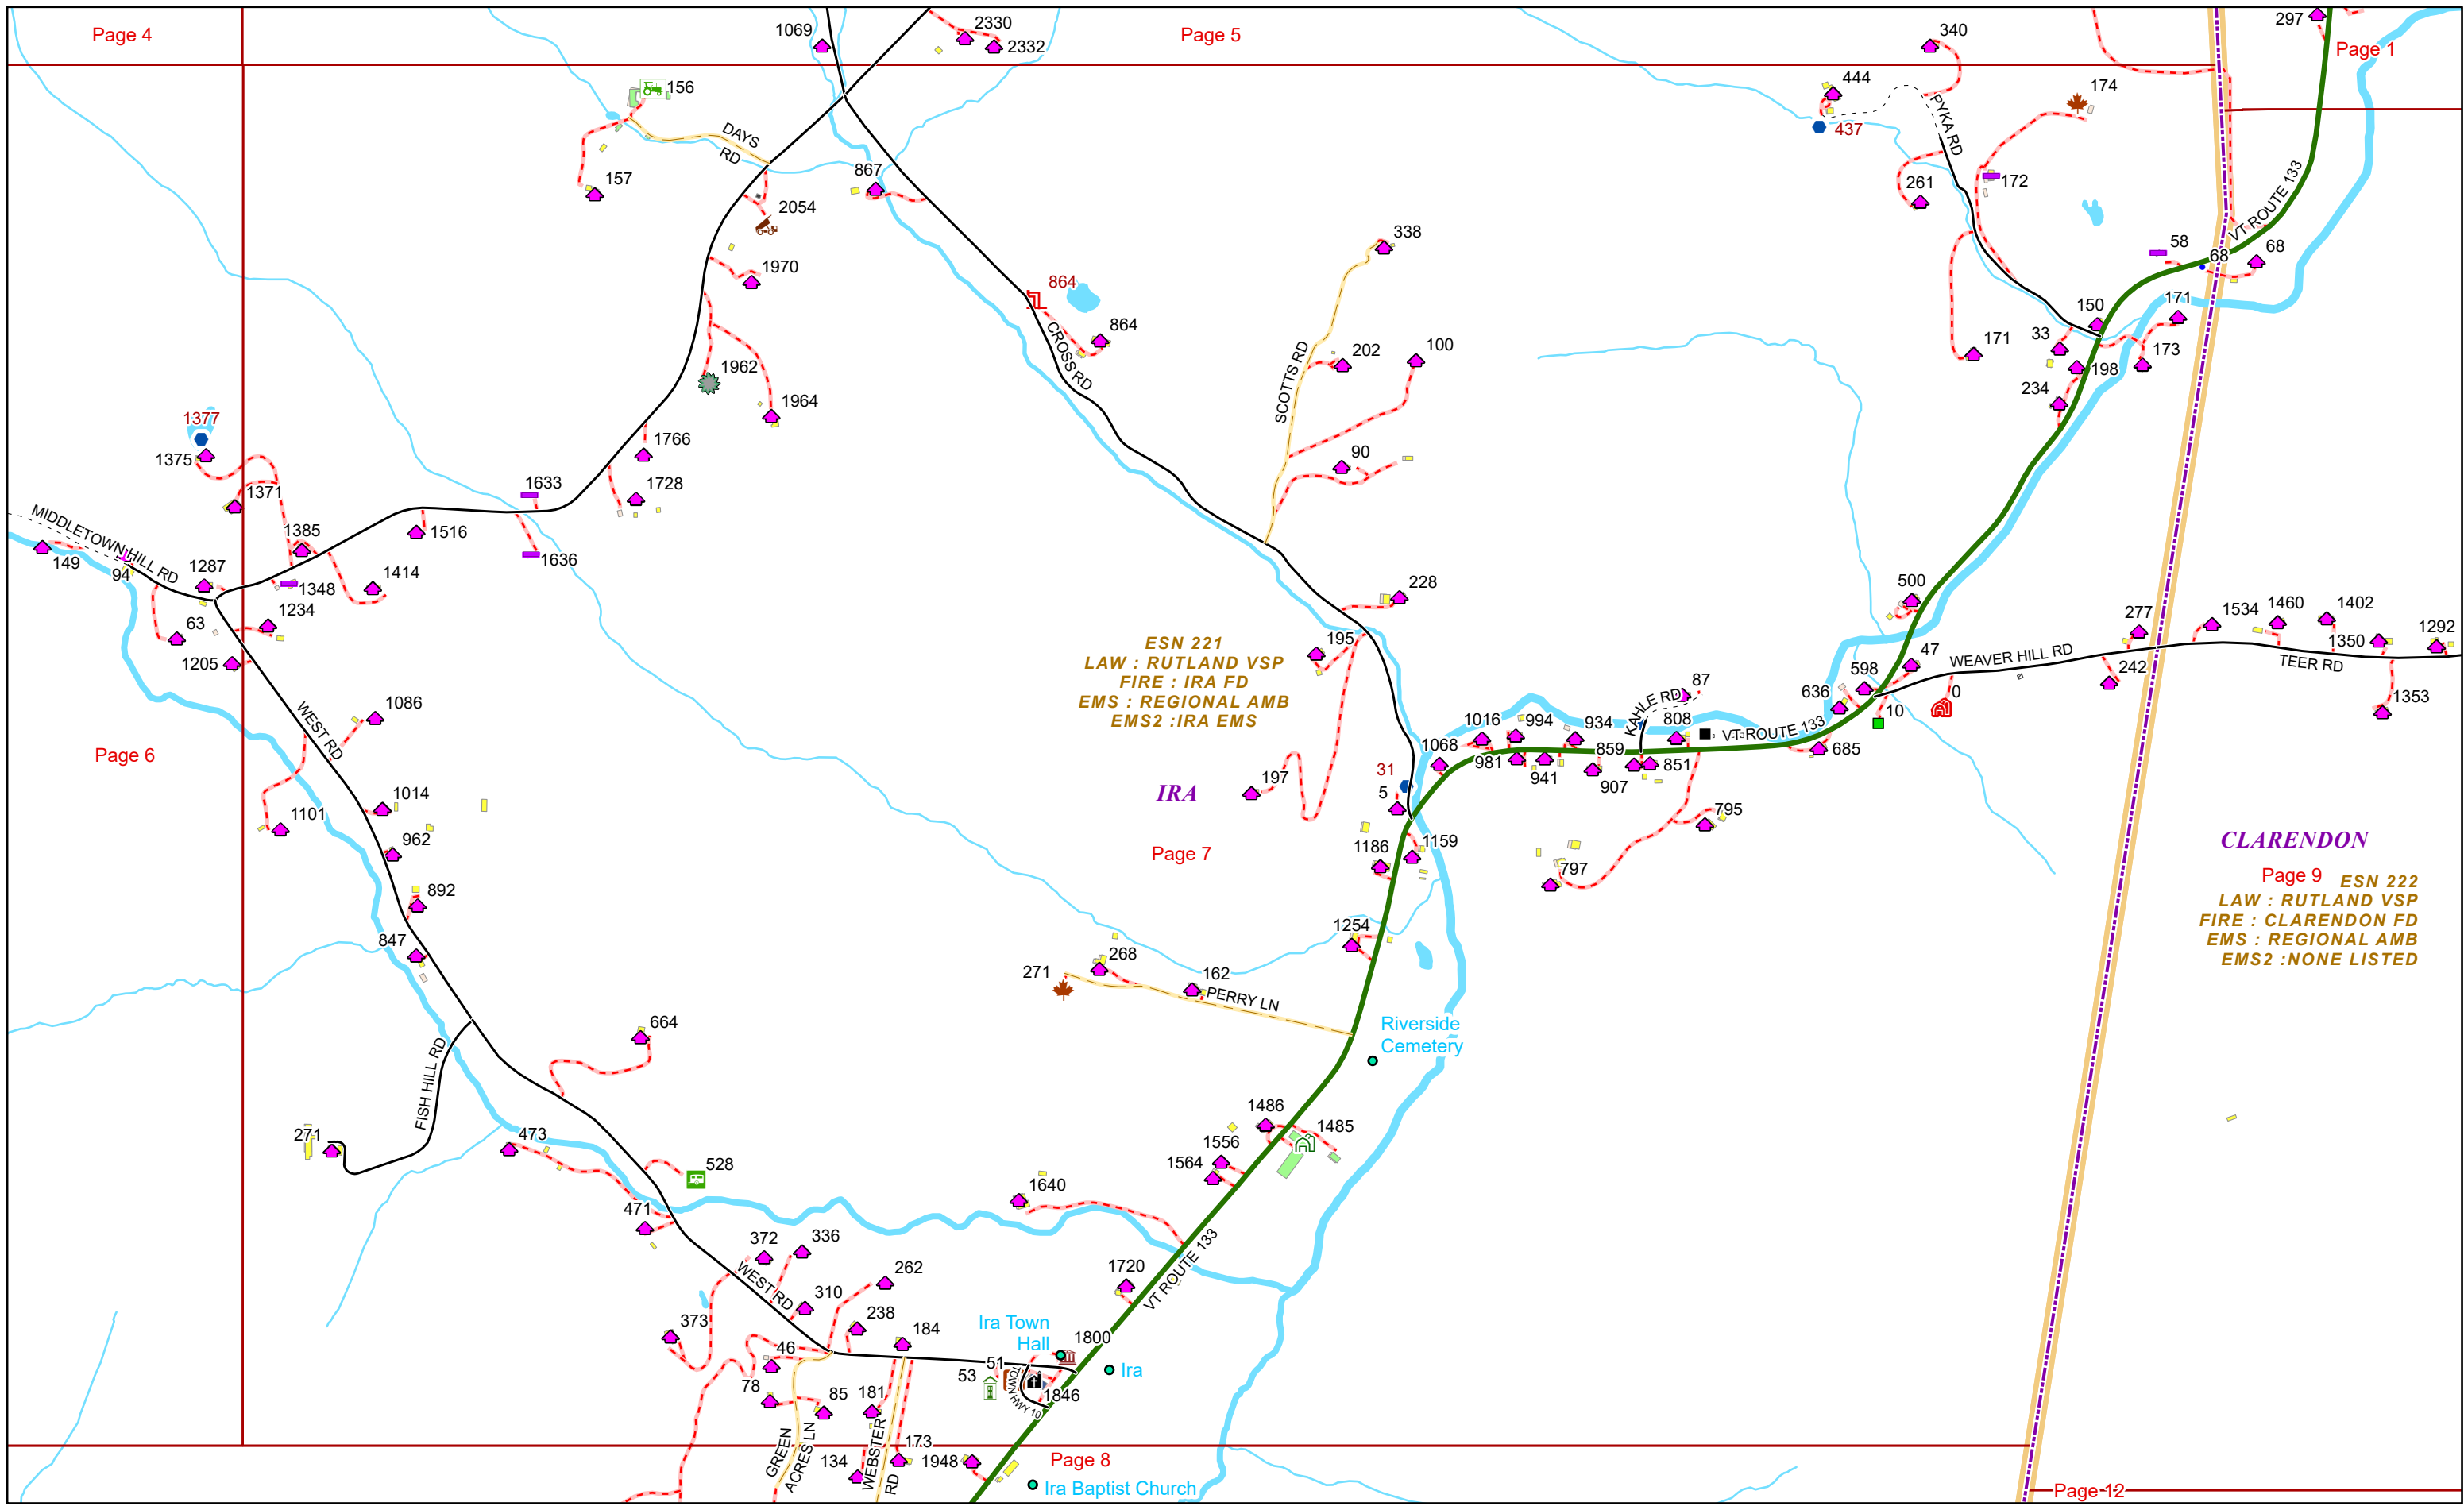 Page 4
1069
2330
2332
Page 5
340
297
Page 1
156
444
437
174
DAYS
RD
PYKA RD
157
867
2054
261
172
VT ROUTE 133
338
58
68
68
1970
864
864
CROSS RD
150
171
33
171
173
198
234
SCOTTS RD
202
100
1962
1964
1377
1375
1766
90
1371
1633
1728
MIDDLETOWN HILL RD
1385
1516
1636
149
94
1287
1348
1414
63
1234
1205
228
500
195
ESN 221
LAW : RUTLAND VSP
FIRE : IRA FD
EMS : REGIONAL AMB
EMS2 :IRA EMS
277
1534
1460
1402
1350
1292
47
WEAVER HILL RD
TEER RD
242
1353
598
0
636
10
87
KAHLE RD
1086
WEST RD
Page 6
1016
994
934
808
VT ROUTE 133
1068
981
941
859
907
851
685
31
5
197
IRA
1014
1101
795
962
Page 7
1186
1159
797
CLARENDON
Page 9
ESN 222
LAW : RUTLAND VSP
FIRE : CLARENDON FD
EMS : REGIONAL AMB
EMS2 :NONE LISTED
892
847
1254
268
271
162
PERRY LN
Riverside
Cemetery
664
FISH HILL RD
271
473
528
1486
1485
1556
1564
1640
471
372
336
WEST RD
262
310
238
1720
VT ROUTE 133
373
184
Ira Town
Hall
1800
46
51
53
Ira
TOWN HWY 10
1846
78
85
181
GREEN
ACRES LN
WEBSTER
RD
173
134
1948
Page 8
Ira Baptist Church
Page 12